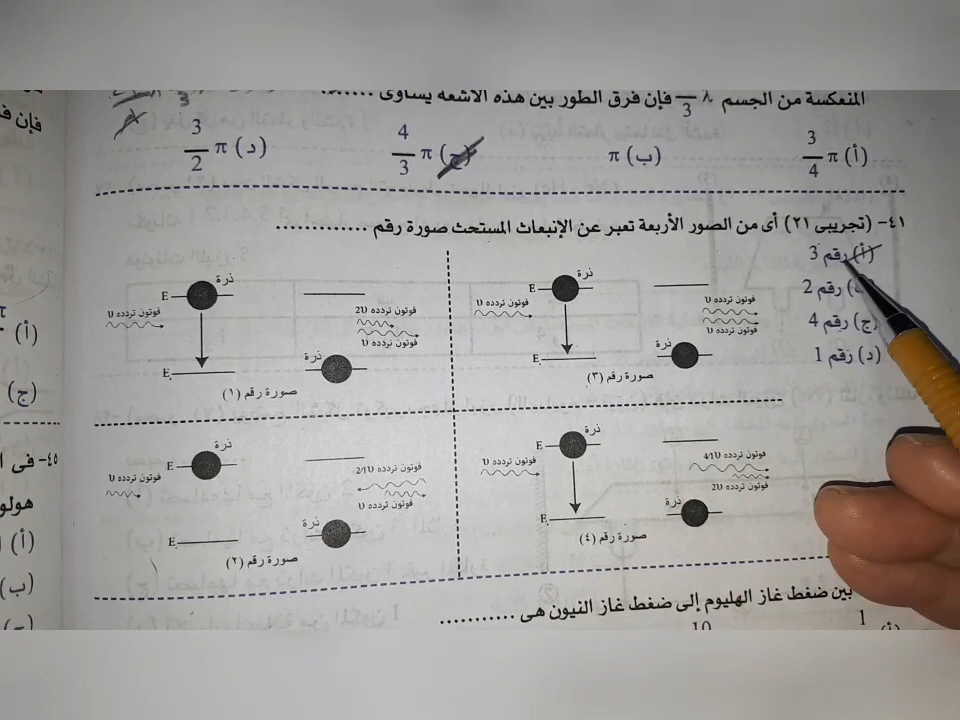 المنعكسة من الجسم λ/3 فإن فرق الطور بين هذه الأشعه يساوى .......
(أ) 3/4 π (ب) π (ج) 4/3 π (د) 3/2 π
٤١- (تجريبى ٢١) أى من الصور الأربعة تعبر عن الإنبعاث المستحث صورة رقم .............
(أ) رقم 3
(ب) رقم 2
(ج) رقم 4
(د) رقم 1
ذرة
E
فوتون تردده υ
فوتون تردده υ
ذرة
E.
صورة رقم (٣)
ذرة
E
فوتون تردده υ
فوتون تردده 2υ
فوتون تردده υ
ذرة
E.
صورة رقم (١)
ذرة
E
فوتون تردده υ
فوتون تردده 4/υ
فوتون تردده 2υ
ذرة
E.
صورة رقم (٤)
ذرة
E
فوتون تردده υ
فوتون تردده 2/υ
فوتون تردده υ
ذرة
E.
صورة رقم (٢)
بين ضغط غاز الهليوم إلى ضغط غاز النيون هى ...........
1
10
فإن ف
(أ)
(ج)
٤٥- فى ا
هولو
(أ)
(ب)